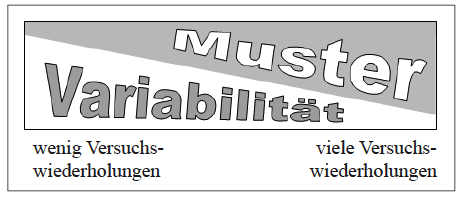 Muster
Variabilität
wenig Versuchs-
wiederholungen
viele Versuchs-
wiederholungen